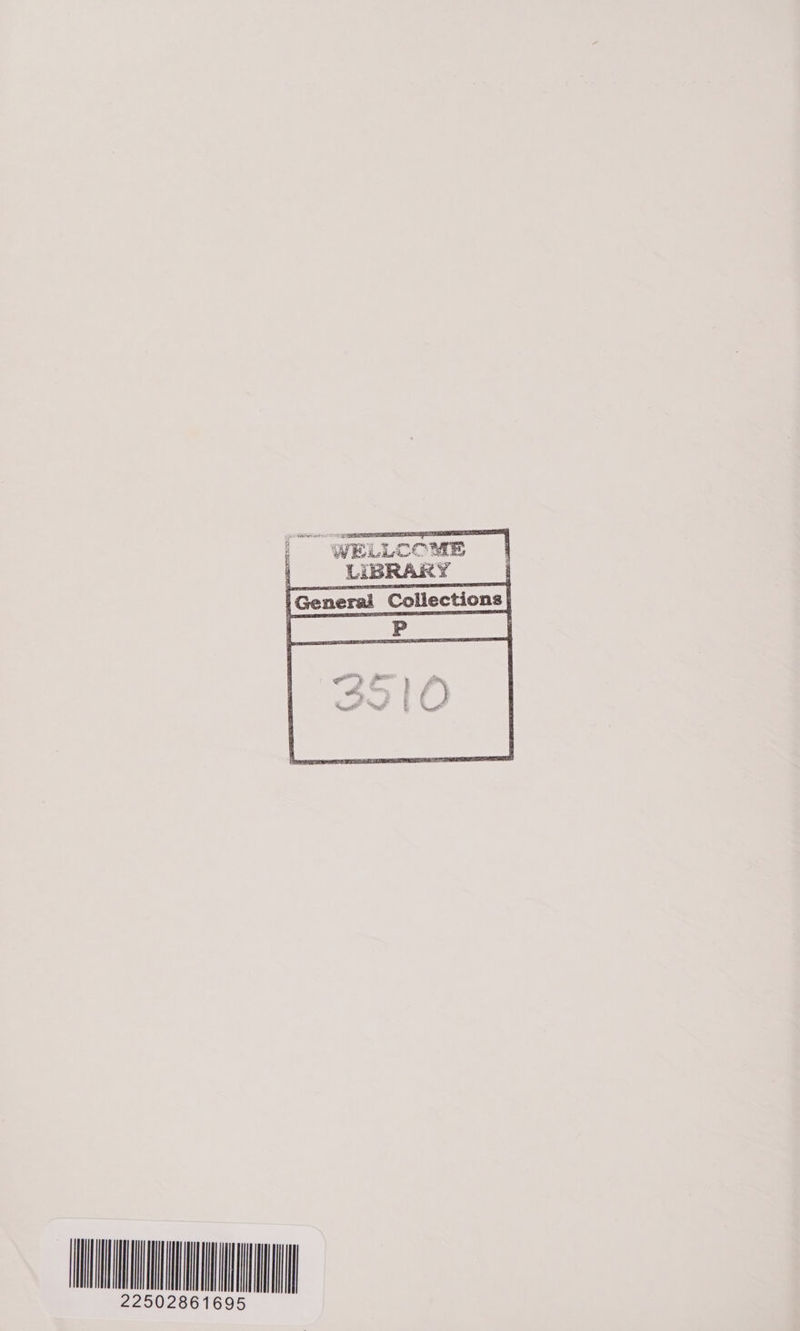 WELLCOME
LIBRARY
General Collections
P
3510
22502861695